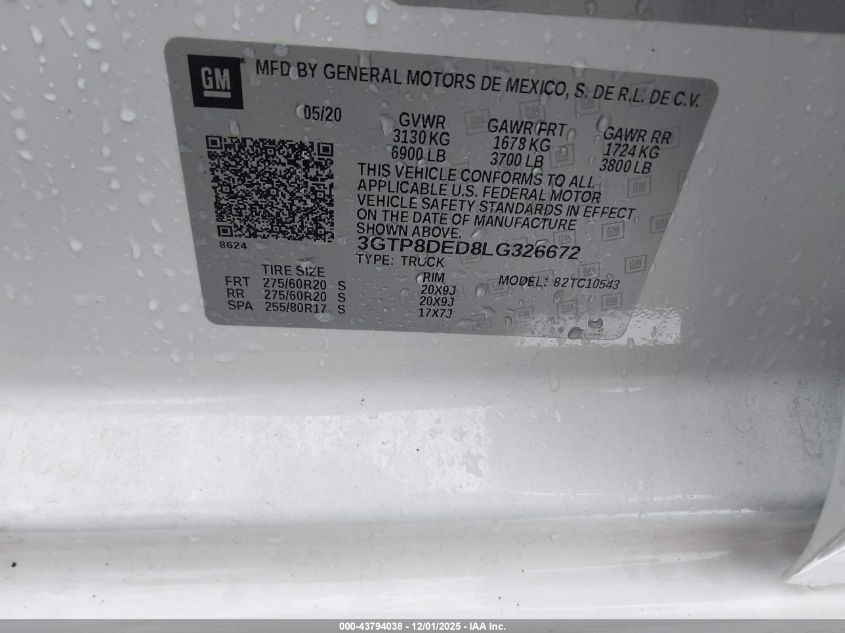 GM
MFD BY GENERAL MOTORS DE MEXICO, S. DE R.L. DE C.V.
05/20
GVWR GAWR FRT GAWR RR
3130 KG 1678 KG 1724 KG
6900 LB 3700 LB 3800 LB
THIS VEHICLE CONFORMS TO ALL
APPLICABLE U.S. FEDERAL MOTOR
VEHICLE SAFETY STANDARDS IN EFFECT
ON THE DATE OF MANUFACTURE
SHOWN ABOVE.
8624
3GTP8DED8LG326672
TYPE: TRUCK
MODEL: 82TC10543
TIRE SIZE RIM
FRT 275/60R20 S 20X9J
RR 275/60R20 S 20X9J
SPA 255/80R17 S 17X7J
000-43794038 - 12/01/2025 - IAA Inc.